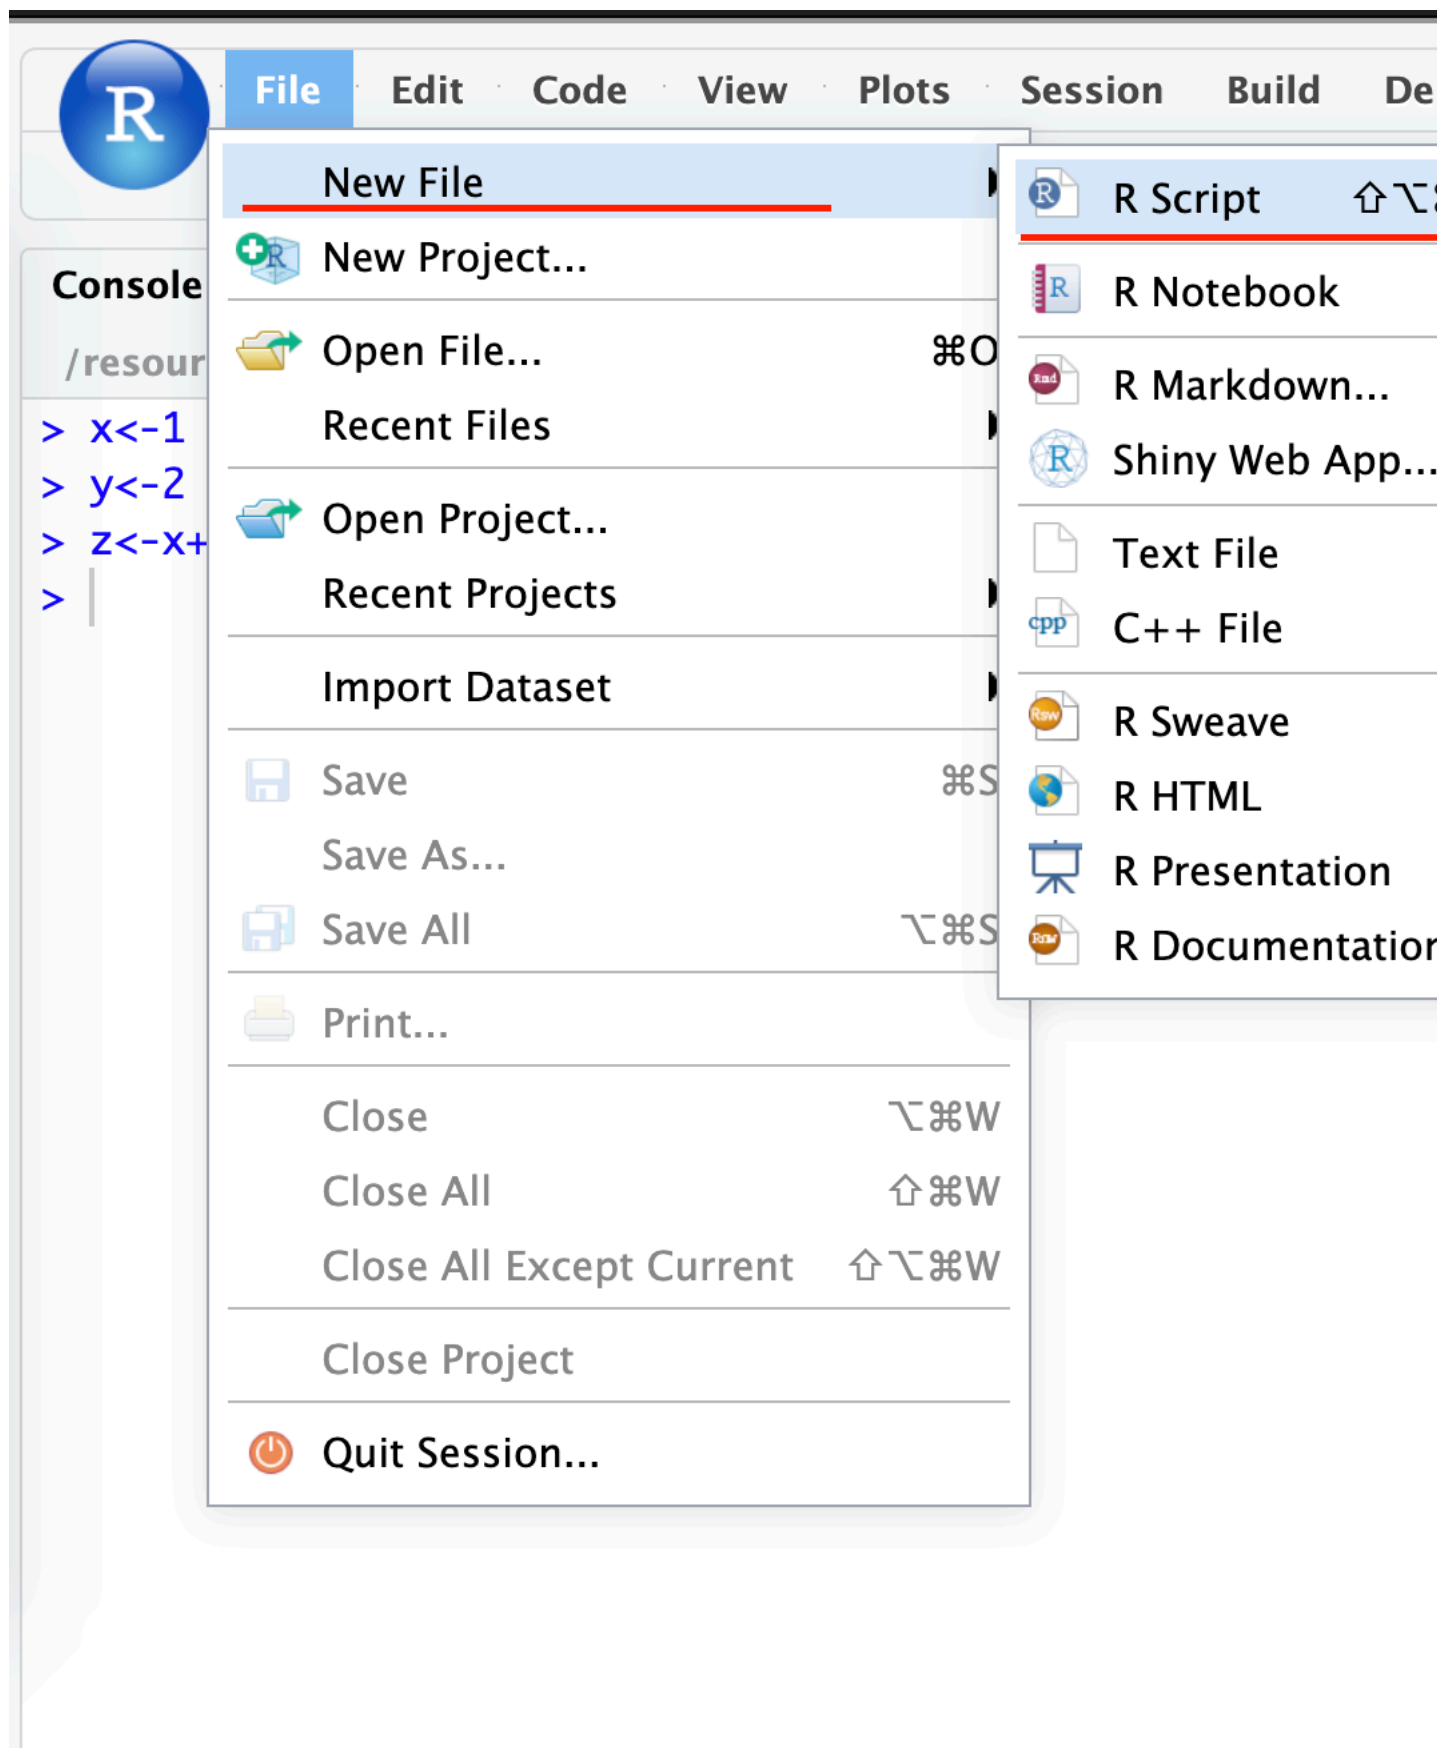 R File Edit Code View Plots Session Build
New File
New Project...
Open File... ⌘O
Recent Files
Open Project...
Recent Projects
Import Dataset
Save ⌘S
Save As...
Save All ⌥⌘S
Print...
Close ⌥⌘W
Close All ⇧⌘W
Close All Except Current ⇧⌥⌘W
Close Project
Quit Session...
R Script ⇧⌥
R Notebook
R Markdown...
Shiny Web App...
Text File
C++ File
R Sweave
R HTML
R Presentation
R Documentation
Console
/resour
> x<-1
> y<-2
> z<-x+
>